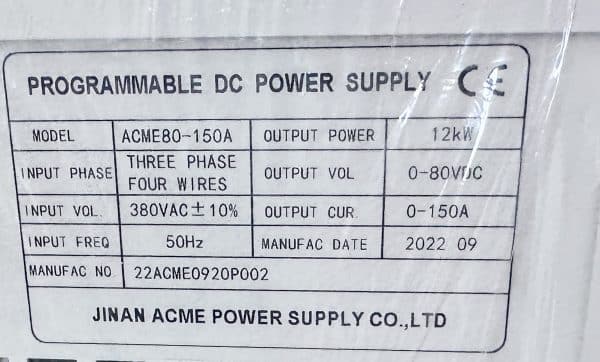 PROGRAMMABLE DC POWER SUPPLY CE
MODEL ACME80-150A OUTPUT POWER 12kW
INPUT PHASE THREE PHASE FOUR WIRES OUTPUT VOL 0-80VDC
INPUT VOL. 380VAC±10% OUTPUT CUR. 0-150A
INPUT FREQ 50Hz MANUFAC DATE 2022 09
MANUFAC NO. 22ACME0920P002
JINAN ACME POWER SUPPLY CO.,LTD